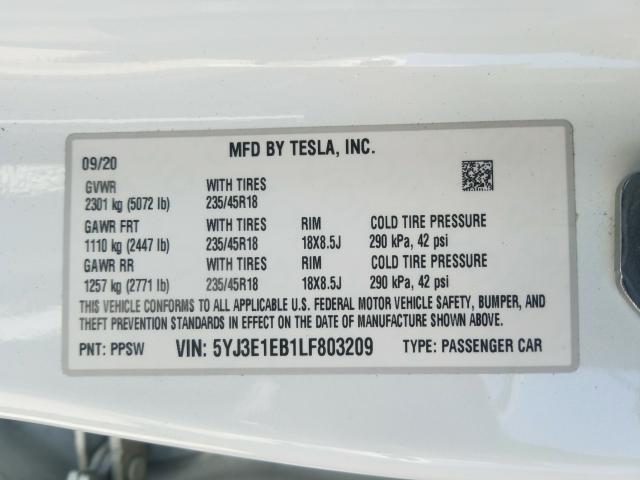 MFD BY TESLA, INC.
09/20
GVWR WITH TIRES
2301 kg (5072 lb) 235/45R18
GAWR FRT WITH TIRES RIM COLD TIRE PRESSURE
1110 kg (2447 lb) 235/45R18 18X8.5J 290 kPa, 42 psi
GAWR RR WITH TIRES RIM COLD TIRE PRESSURE
1257 kg (2771 lb) 235/45R18 18X8.5J 290 kPa, 42 psi
THIS VEHICLE CONFORMS TO ALL APPLICABLE U.S. FEDERAL MOTOR VEHICLE SAFETY, BUMPER, AND
THEFT PREVENTION STANDARDS IN EFFECT ON THE DATE OF MANUFACTURE SHOWN ABOVE.
PNT: PPSW VIN: 5YJ3E1EB1LF803209 TYPE: PASSENGER CAR